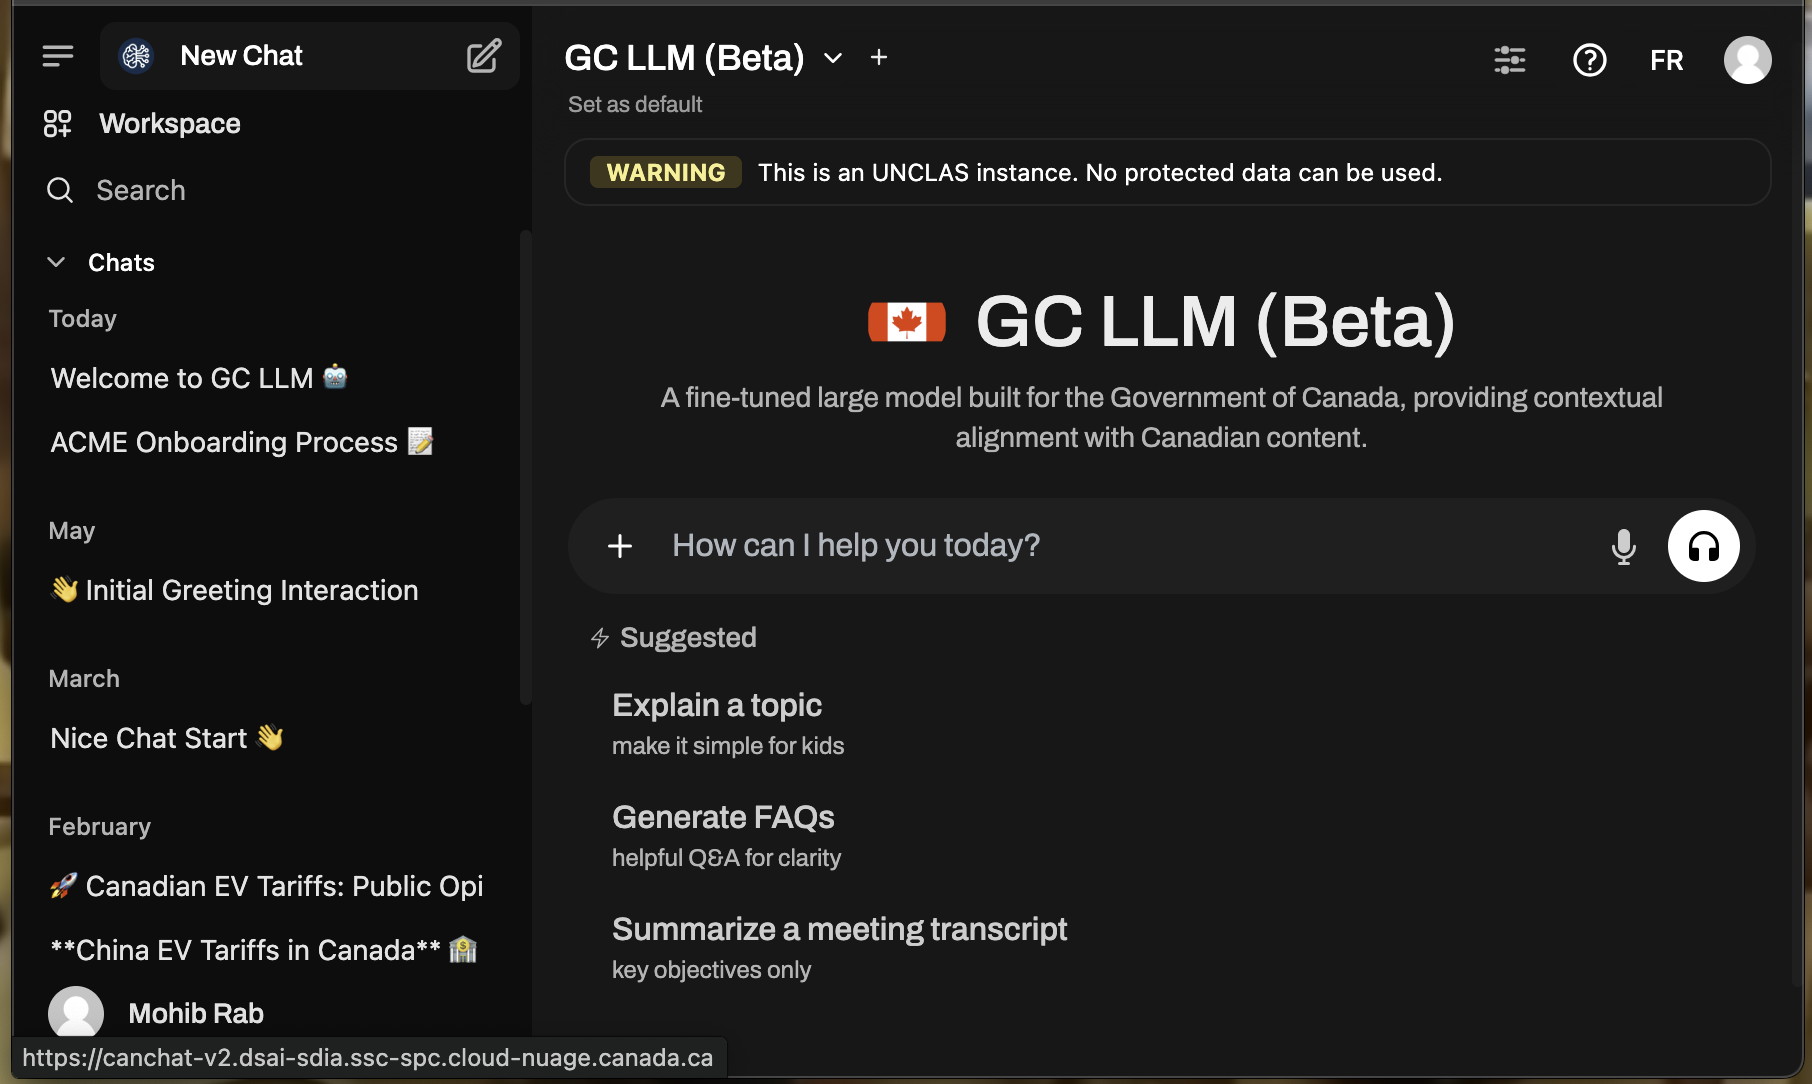 New Chat
Workspace
Search
Chats
Today
Welcome to GC LLM 🤖
ACME Onboarding Process 📝
May
👋 Initial Greeting Interaction
March
Nice Chat Start 👋
February
🚀 Canadian EV Tariffs: Public Opi
**China EV Tariffs in Canada** 🏦
Mohib Rab
https://canchat-v2.dsai-sdia.ssc-spc.cloud-nuage.canada.ca
GC LLM (Beta)
FR
Set as default
WARNING This is an UNCLAS instance. No protected data can be used.
🇨🇦 GC LLM (Beta)
A fine-tuned large model built for the Government of Canada, providing contextual
alignment with Canadian content.
How can I help you today?
Suggested
Explain a topic
make it simple for kids
Generate FAQs
helpful Q&A for clarity
Summarize a meeting transcript
key objectives only